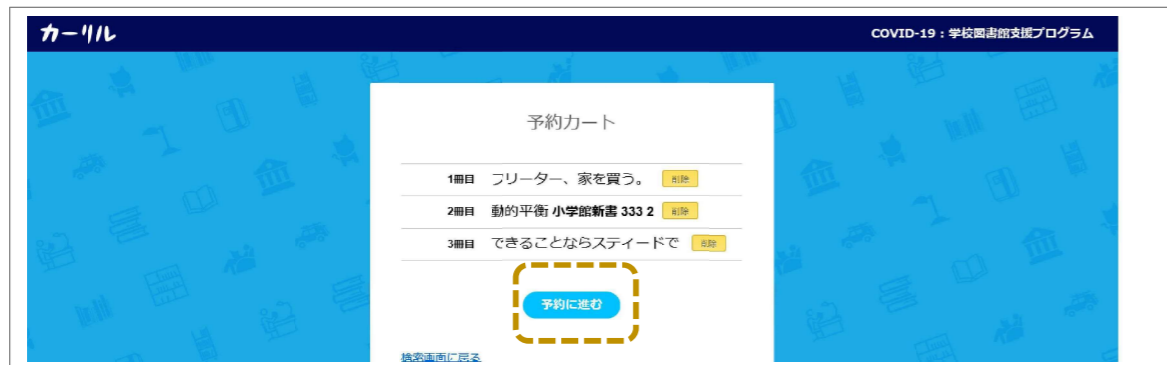 カーリル
COVID-19：学校図書館支援プログラム
予約カート
1冊目 フリーター、家を買う。 削除
2冊目 動的平衡 小学館新書 333 2 削除
3冊目 できることならスティードで 削除
予約に進む
検索画面に戻る